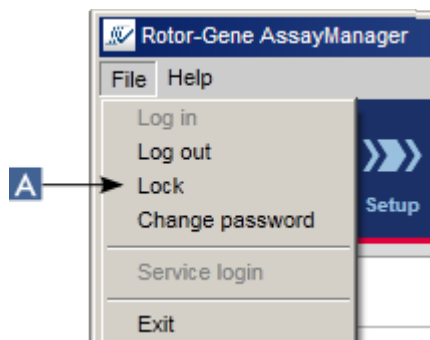 Rotor-Gene AssayManager
File Help
Log in
Log out
A Lock
Setup
Change password
Service login
Exit